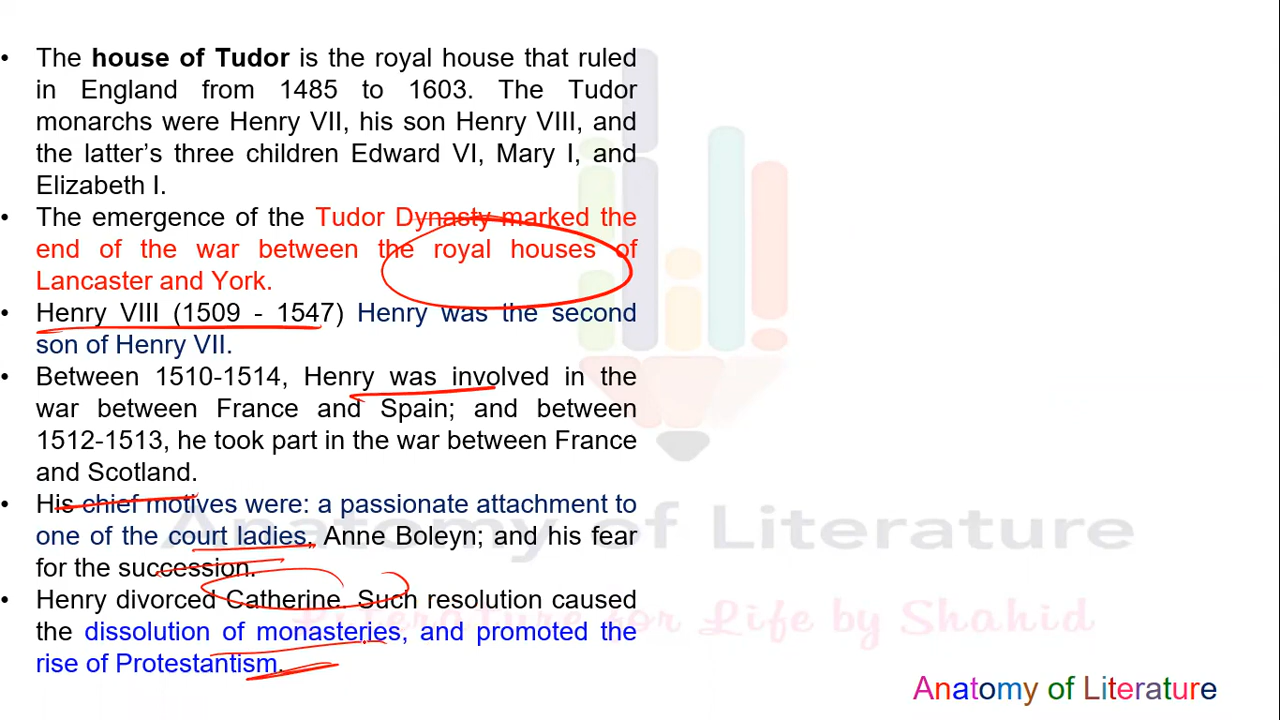 • The house of Tudor is the royal house that ruled
in England from 1485 to 1603. The Tudor
monarchs were Henry VII, his son Henry VIII, and
the latter’s three children Edward VI, Mary I, and
Elizabeth I.
• The emergence of the Tudor Dynasty marked the
end of the war between the royal houses of
Lancaster and York.
• Henry VIII (1509 - 1547) Henry was the second
son of Henry VII.
• Between 1510-1514, Henry was involved in the
war between France and Spain; and between
1512-1513, he took part in the war between France
and Scotland.
• His chief motives were: a passionate attachment to
one of the court ladies, Anne Boleyn; and his fear
for the succession.
• Henry divorced Catherine. Such resolution caused
the dissolution of monasteries, and promoted the
rise of Protestantism.
Anatomy of Literature
Literature for Life by Shahid
Anatomy of Literature